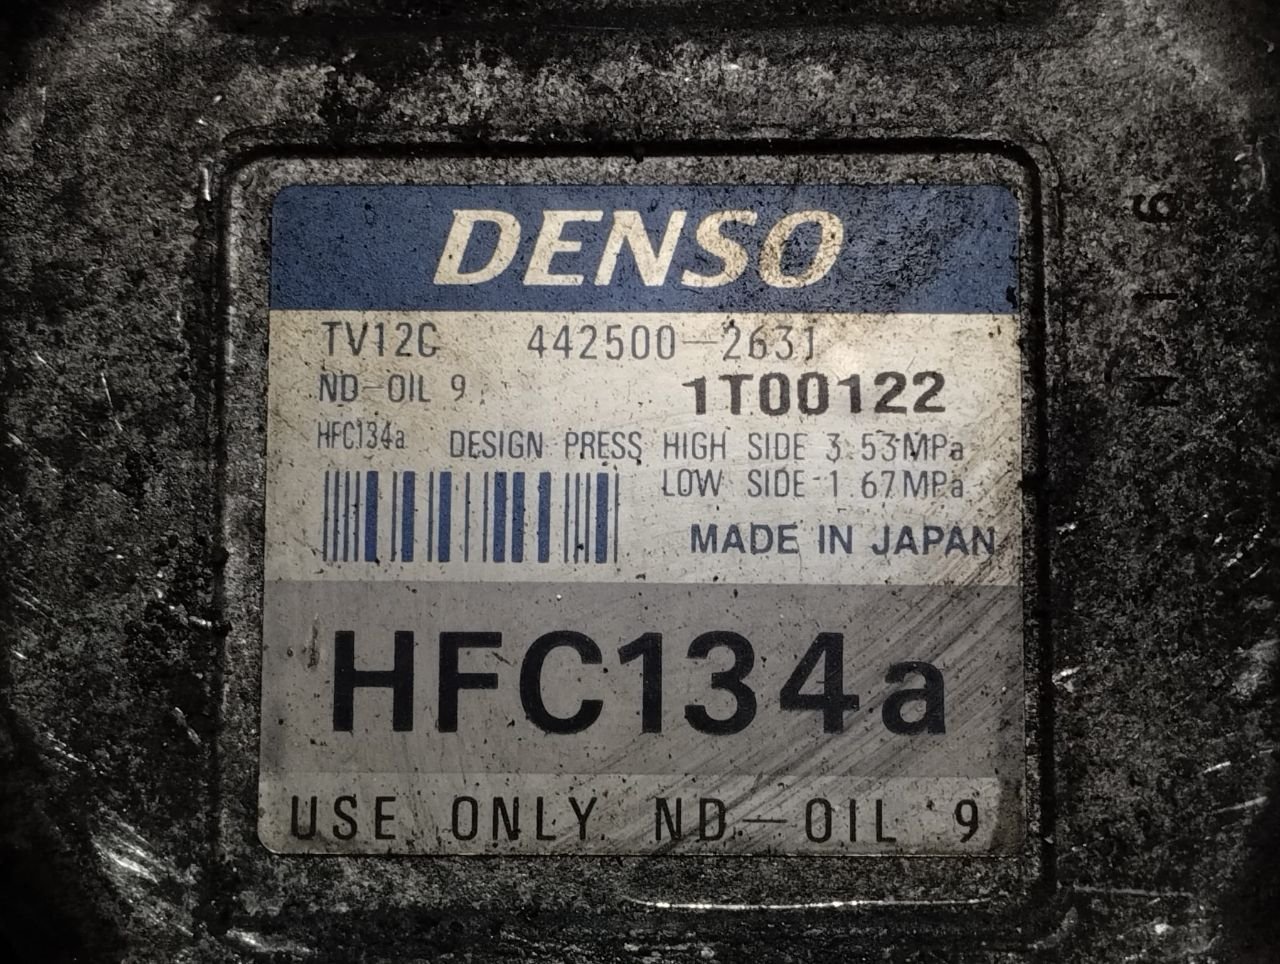 DENSO
TV12C 442500-2631
ND-OIL 9 1T00122
HFC134a DESIGN PRESS HIGH SIDE 3.53MPa
LOW SIDE 1.67MPa
MADE IN JAPAN
HFC134a
USE ONLY ND-OIL 9